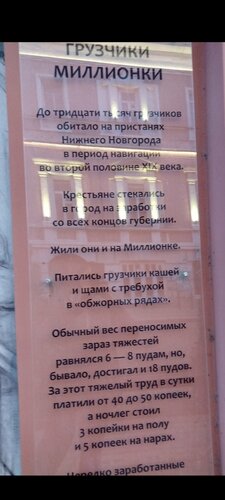 ГРУЗЧИКИ
МИЛЛИОНКИ
До тридцати тысяч грузчиков
обитало на пристанях
Нижнего Новгорода
в период навигации
во второй половине XIX века.
Крестьяне стекались
в город на заработки
со всех концов губернии.
Жили они и на Миллионке.
Питались грузчики кашей
и щами с требухой
в «обжорных рядах».
Обычный вес переносимых
зараз тяжестей
равнялся 6 — 8 пудам, но,
бывало, достигал и 18 пудов.
За этот тяжелый труд в сутки
платили от 40 до 50 копеек,
а ночлег стоил
3 копейки на полу
и 5 копеек на нарах.
Нередко заработанные